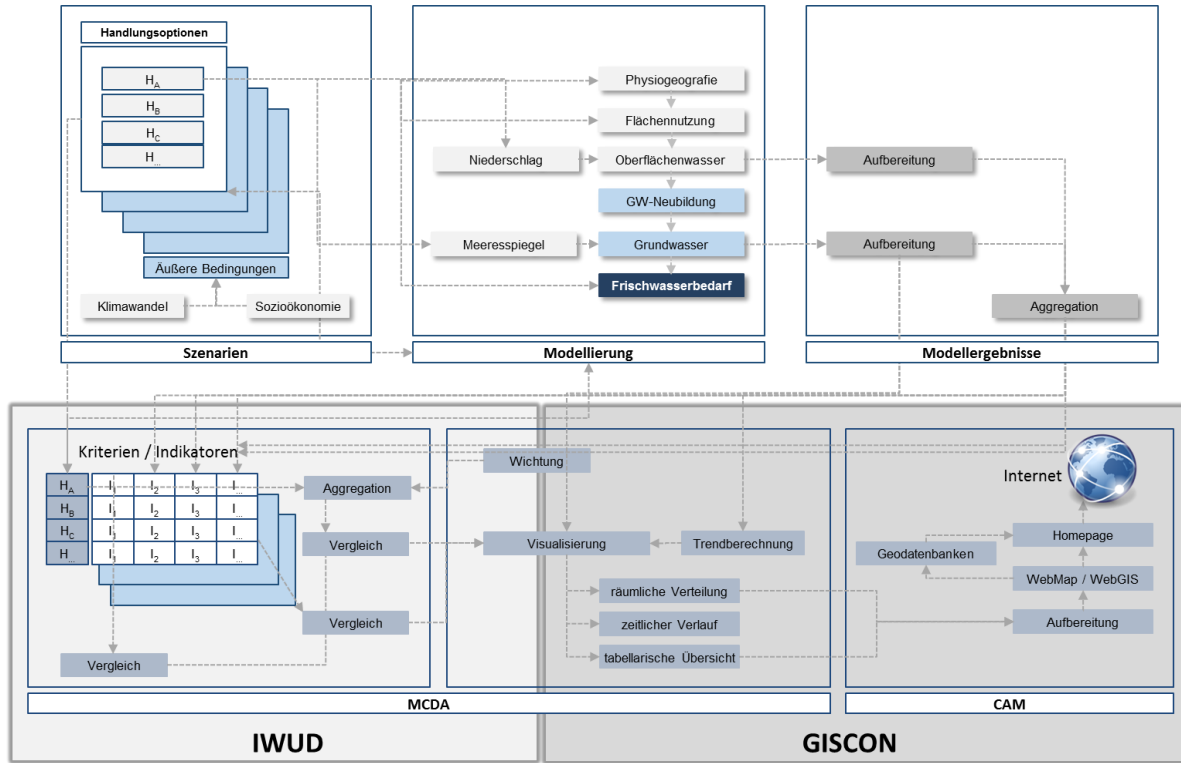 Handlungsoptionen
H_A
H_B
H_C
H_...
Äußere Bedingungen
Klimawandel
Sozioökonomie
Szenarien
Physiogeografie
Flächennutzung
Niederschlag
Oberflächenwasser
GW-Neubildung
Meeresspiegel
Grundwasser
Frischwasserbedarf
Modellierung
Aufbereitung
Aufbereitung
Aggregation
Modellergebnisse
Kriterien / Indikatoren
H_A I_1 I_2 I_3 I_...
H_B I_1 I_2 I_3 I_...
H_C I_1 I_2 I_3 I_...
H_... I_1 I_2 I_3 I_...
Aggregation
Vergleich
Vergleich
Vergleich
Wichtung
Visualisierung
Trendberechnung
räumliche Verteilung
zeitlicher Verlauf
tabellarische Übersicht
MCDA
Internet
Homepage
Geodatenbanken
WebMap / WebGIS
Aufbereitung
CAM
IWUD
GISCON